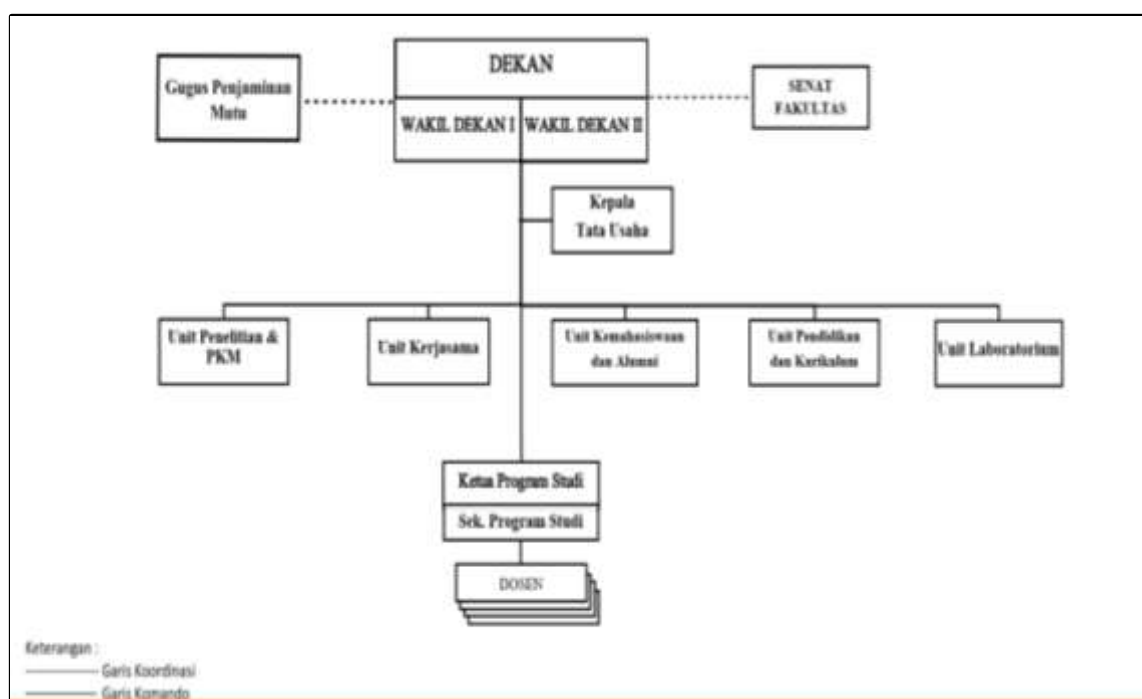 DEKAN
Gugus Penjaminan
Mutu
SENAT
FAKULTAS
WAKIL DEKAN I
WAKIL DEKAN II
Kepala
Tata Usaha
Unit Penelitian &
PKM
Unit Kerjasama
Unit Kemahasiswaan
dan Alumni
Unit Pendidikan
dan Kurikulum
Unit Laboratorium
Ketua Program Studi
Sek. Program Studi
DOSEN
Keterangan :
Garis Koordinasi
Garis Komando